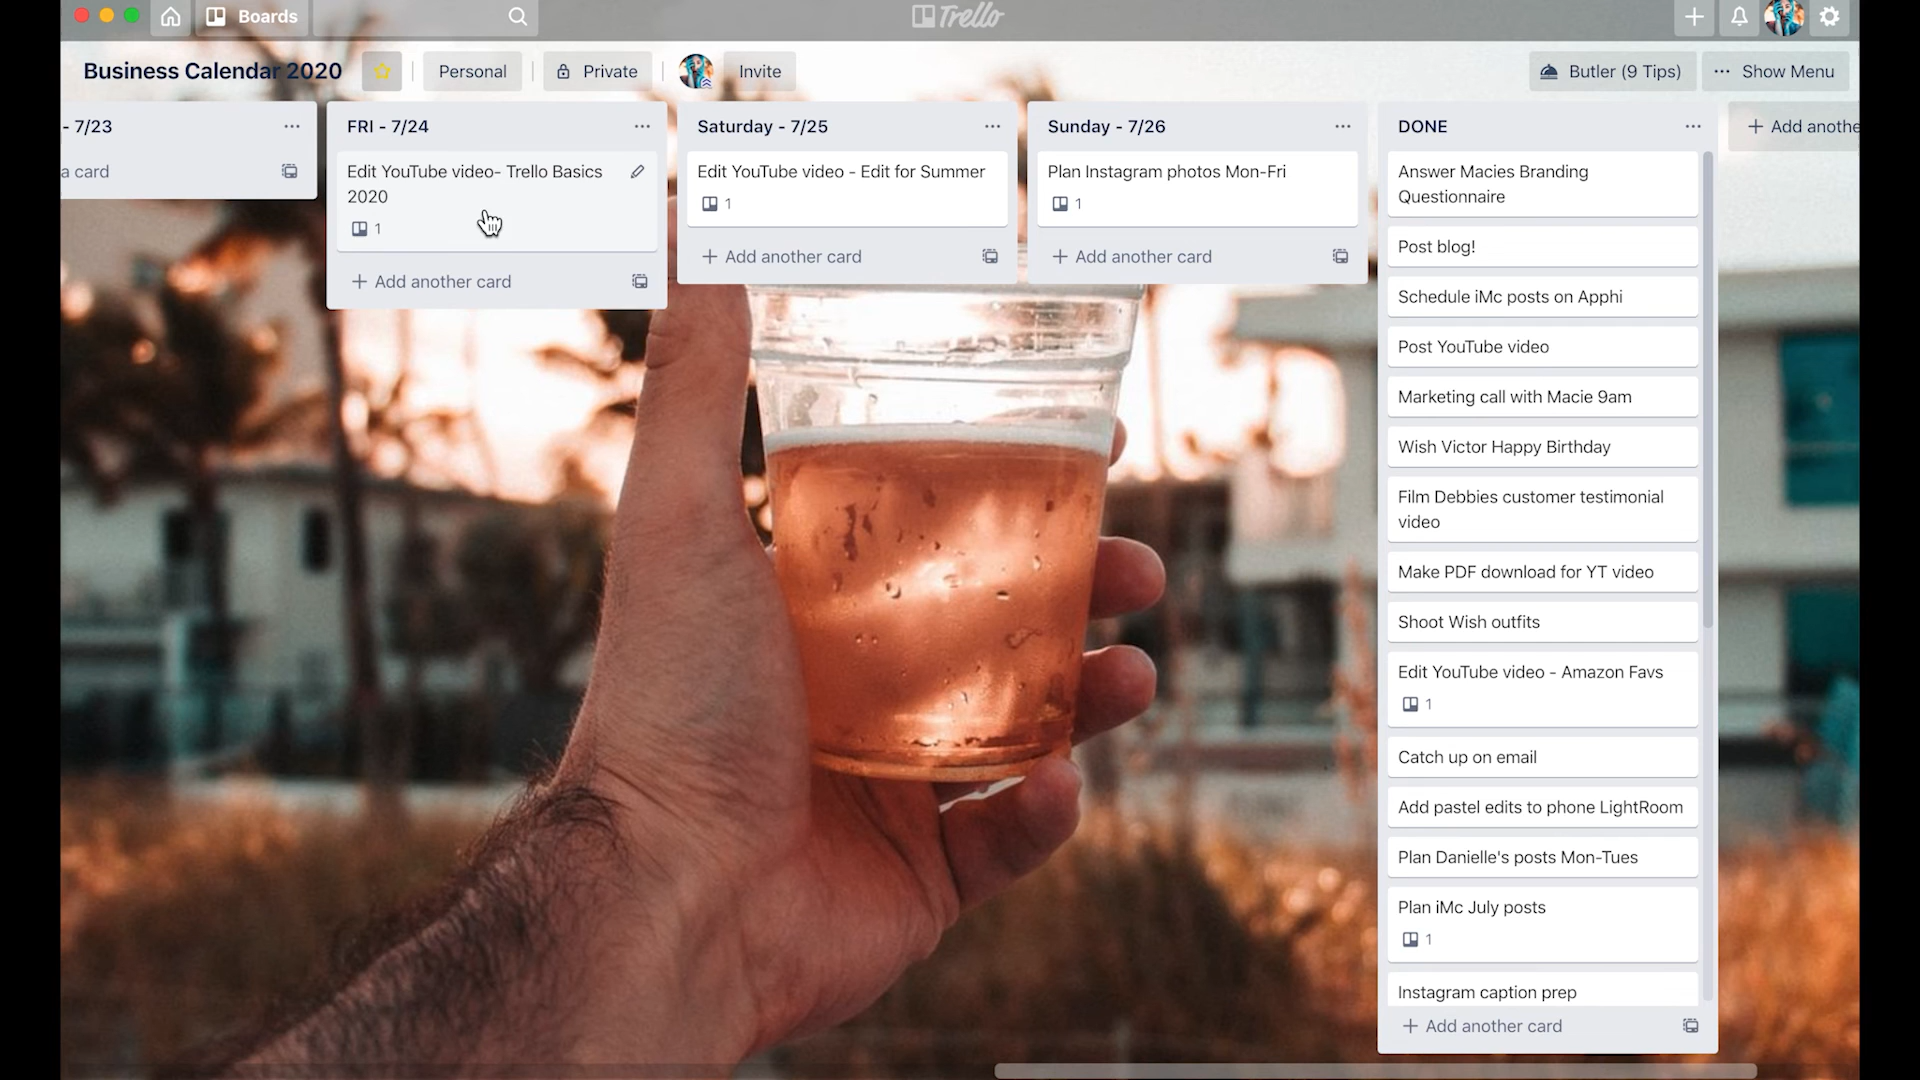 Boards
Trello
Business Calendar 2020
Personal
Private
Invite
Butler (9 Tips)
Show Menu
- 7/23
a card
FRI - 7/24
Edit YouTube video- Trello Basics
2020
1
+ Add another card
Saturday - 7/25
Edit YouTube video - Edit for Summer
1
+ Add another card
Sunday - 7/26
Plan Instagram photos Mon-Fri
1
+ Add another card
DONE
Answer Macies Branding
Questionnaire
Post blog!
Schedule iMc posts on Apphi
Post YouTube video
Marketing call with Macie 9am
Wish Victor Happy Birthday
Film Debbies customer testimonial
video
Make PDF download for YT video
Shoot Wish outfits
Edit YouTube video - Amazon Favs
1
Catch up on email
Add pastel edits to phone LightRoom
Plan Danielle's posts Mon-Tues
Plan iMc July posts
1
Instagram caption prep
+ Add another card
+ Add anothe